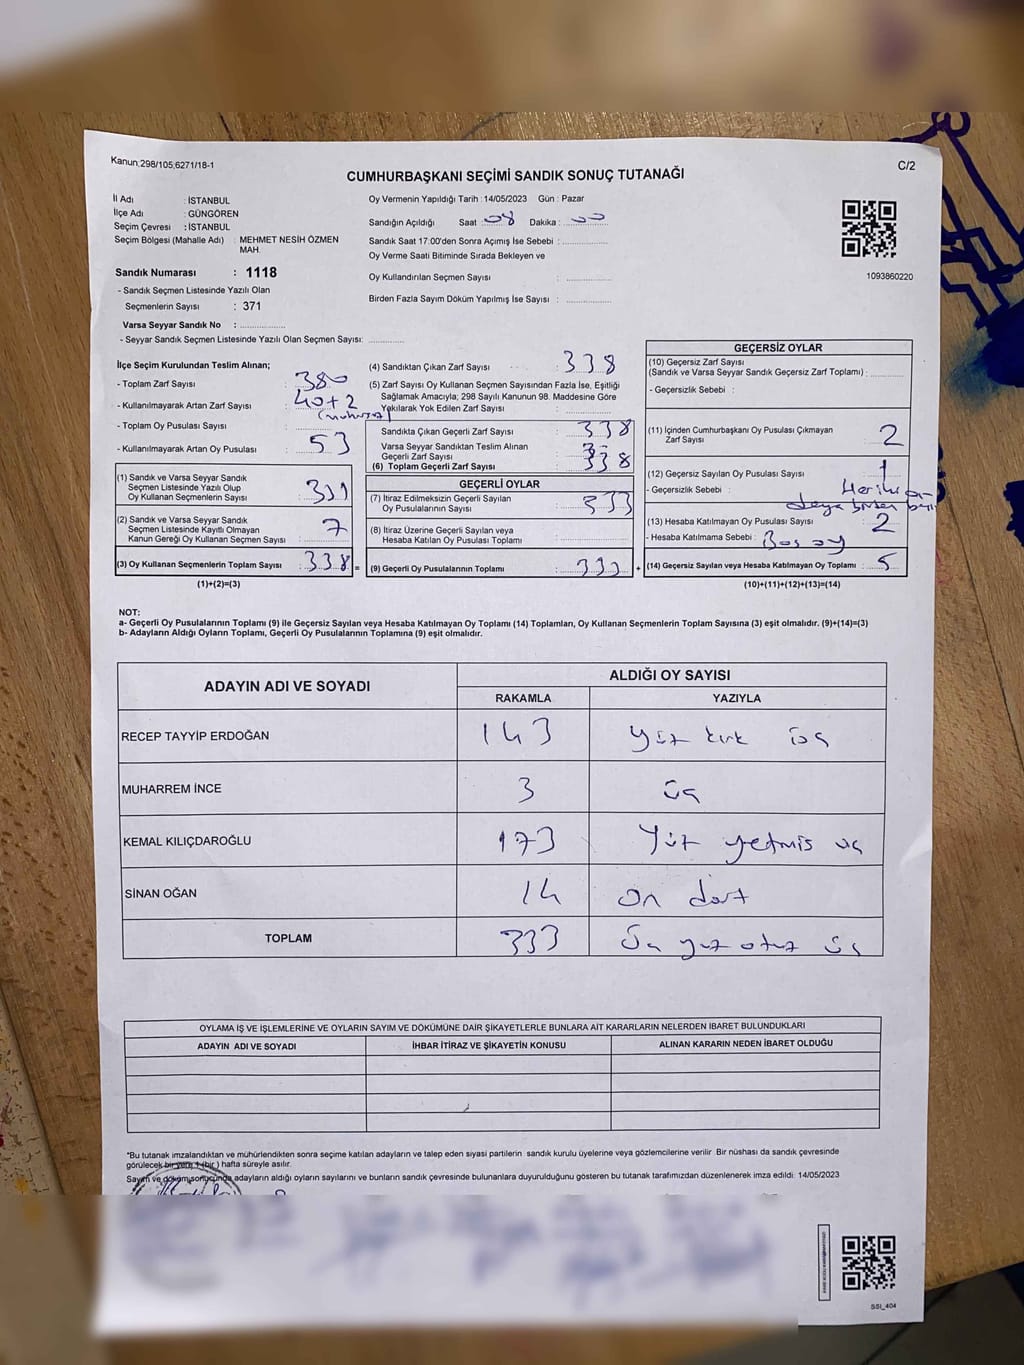 Kanun:298/105,6271/18-1
C/2
CUMHURBAŞKANI SEÇİMİ SANDIK SONUÇ TUTANAĞI
İl Adı : İSTANBUL
İlçe Adı : GÜNGÖREN
Seçim Çevresi : İSTANBUL
Seçim Bölgesi (Mahalle Adı) : MEHMET NESİH ÖZMEN
MAH.
Sandık Numarası : 1118
- Sandık Seçmen Listesinde Yazılı Olan
Seçmenlerin Sayısı : 371
Varsa Seyyar Sandık No :
- Seyyar Sandık Seçmen Listesinde Yazılı Olan Seçmen Sayısı:
Oy Vermenin Yapıldığı Tarih : 14/05/2023 Gün : Pazar
Sandığın Açıldığı Saat 08 Dakika : 00
Sandık Saat 17:00'den Sonra Açımış İse Sebebi :
Oy Verme Saati Bitiminde Sırada Bekleyen ve
Oy Kullandırılan Seçmen Sayısı :
Birden Fazla Sayım Döküm Yapılmış İse Sayısı :
1093860220
İlçe Seçim Kurulundan Teslim Alınan;
- Toplam Zarf Sayısı : 380
- Kullanılmayarak Artan Zarf Sayısı : 40+2
- Toplam Oy Pusulası Sayısı :
- Kullanılmayarak Artan Oy Pusulası : 53
(1) Sandık ve Varsa Seyyar Sandık
Seçmen Listesinde Yazılı Olup
Oy Kullanan Seçmenlerin Sayısı : 331
(2) Sandık ve Varsa Seyyar Sandık
Seçmen Listesinde Kayıtlı Olmayan
Kanun Gereği Oy Kullanan Seçmen Sayısı : 7
(3) Oy Kullanan Seçmenlerin Toplam Sayısı : 338 =
(1)+(2)=(3)
(4) Sandıktan Çıkan Zarf Sayısı : 338
(5) Zarf Sayısı Oy Kullanan Seçmen Sayısından Fazla İse, Eşitliği
Sağlamak Amacıyla; 298 Sayılı Kanunun 98. Maddesine Göre
Yakılarak Yok Edilen Zarf Sayısı :
Sandıkta Çıkan Geçerli Zarf Sayısı : 338
Varsa Seyyar Sandıktan Teslim Alınan
Geçerli Zarf Sayısı :
(6) Toplam Geçerli Zarf Sayısı : 338
GEÇERLİ OYLAR
(7) İtiraz Edilmeksizin Geçerli Sayılan
Oy Pusulalarının Sayısı : 333
(8) İtiraz Üzerine Geçerli Sayılan veya
Hesaba Katılan Oy Pusulası Toplamı :
(9) Geçerli Oy Pusulalarının Toplamı : 333 +
GEÇERSİZ OYLAR
(10) Geçersiz Zarf Sayısı
(Sandık ve Varsa Seyyar Sandık Geçersiz Zarf Toplamı) :
- Geçersizlik Sebebi :
(11) İçinden Cumhurbaşkanı Oy Pusulası Çıkmayan
Zarf Sayısı : 2
(12) Geçersiz Sayılan Oy Pusulası Sayısı : 1
- Geçersizlik Sebebi :
(13) Hesaba Katılmayan Oy Pusulası Sayısı : 2
- Hesaba Katılmama Sebebi : Boş oy
(14) Geçersiz Sayılan veya Hesaba Katılmayan Oy Toplamı : 5
(10)+(11)+(12)+(13)=(14)
NOT:
a- Geçerli Oy Pusulalarının Toplamı (9) ile Geçersiz Sayılan veya Hesaba Katılmayan Oy Toplamı (14) Toplamları, Oy Kullanan Seçmenlerin Toplam Sayısına (3) eşit olmalıdır. (9)+(14)=(3)
b- Adayların Aldığı Oyların Toplamı, Geçerli Oy Pusulalarının Toplamına (9) eşit olmalıdır.
ADAYIN ADI VE SOYADI ALDIĞI OY SAYISI
RAKAMLA YAZIYLA
RECEP TAYYİP ERDOĞAN 143 Yüz kırk üç
MUHARREM İNCE 3 üç
KEMAL KILIÇDAROĞLU 173 Yüz yetmiş üç
SİNAN OĞAN 14 on dört
TOPLAM 333 Üç yüz otuz üç
OYLAMA İŞ VE İŞLEMLERİNE VE OYLARIN SAYIM VE DÖKÜMÜNE DAİR ŞİKAYETLERLE BUNLARA AİT KARARLARIN NELERDEN İBARET BULUNDUKLARI
ADAYIN ADI VE SOYADI İHBAR İTİRAZ VE ŞİKAYETİN KONUSU ALINAN KARARIN NEDEN İBARET OLDUĞU
*Bu tutanak imzalandıktan ve mühürlendikten sonra seçime katılan adayların ve talep eden siyasi partilerin sandık kurulu üyelerine veya gözlemcilerine verilir. Bir nüshası da sandık çevresinde
görülecek bir yere 1 (bir ) hafta süreyle asılır.
Sayım ve döküm sonucunda adayların aldığı oyların sayılarını ve bunların sandık çevresinde bulunanlara duyurulduğunu gösteren bu tutanak tarafımızdan düzenlenerek imza edildi: 14/05/2023
SSI_404